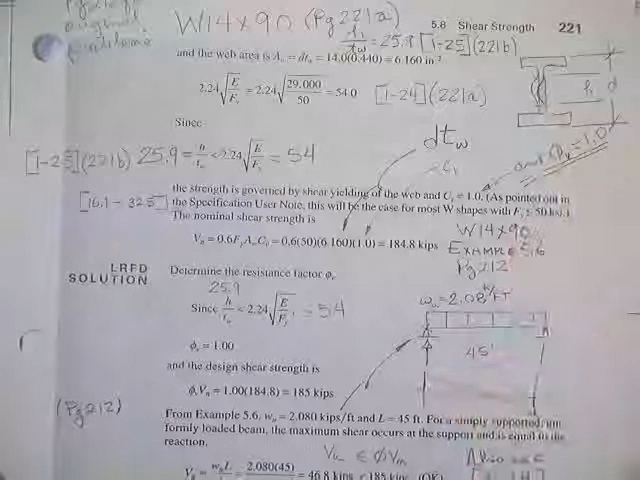 W14x90 (Pg 221a)
5.8 Shear Strength 221
h/tw = 25.9 [1-25](221b)
and the web area is Aw = dtw = 14.0(0.440) = 6.160 in²
2.24√(E/Fy) = 2.24√(29,000/50) = 54.0 [1-24](221a)
h d
Since
dtw
and φv = 1.0
[1-25](221b) 25.9 = h/tw < 2.24√(E/Fy) = 54
[16.1-325]
the strength is governed by shear yielding of the web and Cv = 1.0. (As pointed out in
the Specification User Note, this will be the case for most W shapes with Fy ≤ 50 ksi.)
The nominal shear strength is
W14x90
Vn = 0.6FyAwCv = 0.6(50)(6.160)(1.0) = 184.8 kips
EXAMPLE 5.6
Pg 212
LRFD
SOLUTION
Determine the resistance factor φv
25.9
Since h/tw < 2.24√(E/Fy) = 54
wu = 2.08 k/FT
45'
φv = 1.00
and the design shear strength is
φvVn = 1.00(184.8) = 185 kips
(Pg 212)
From Example 5.6, wu = 2.080 kips/ft and L = 45 ft. For a simply supported, uni-
formly loaded beam, the maximum shear occurs at the support and is equal to the
reaction.
Vu ≤ φVn
Also see
Vu = wuL = 2.080(45) = 46.8 kips < 185 kips (OK)